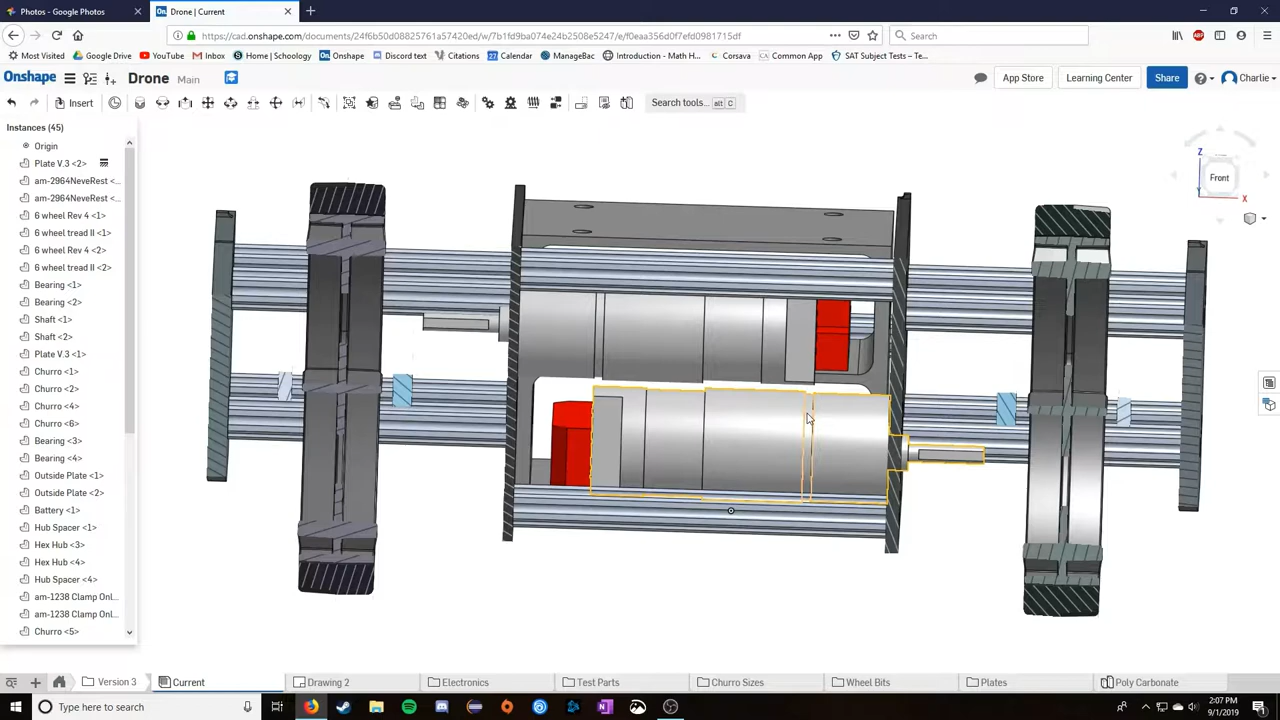 Photos - Google Photos
Drone | Current
https://cad.onshape.com/documents/24f6b50d08825761a57420ed/w/7b1fd9ba074e24b2508e5247/e/f0eaa356d0f7efd0981715df
Search
Most Visited
Google Drive
YouTube
Inbox
Home | Schoology
Onshape
Discord text
Citations
Calendar
ManageBac
Introduction - Math H...
Corsava
Common App
SAT Subject Tests – Te...
Onshape
Drone
Main
App Store
Learning Center
Share
Charlie
Insert
Search tools...
alt
C
Instances (45)
Origin
Plate V.3 <2>
am-2964NeveRest <...
am-2964NeveRest <...
6 wheel Rev 4 <1>
6 wheel tread II <1>
6 wheel Rev 4 <2>
6 wheel tread II <2>
Bearing <1>
Bearing <2>
Shaft <1>
Shaft <2>
Plate V.3 <1>
Churro <1>
Churro <2>
Churro <4>
Churro <6>
Bearing <3>
Bearing <4>
Outside Plate <1>
Outside Plate <2>
Battery <1>
Hub Spacer <1>
Hex Hub <3>
Hex Hub <4>
Hub Spacer <4>
am-1238 Clamp Onl...
am-1238 Clamp Onl...
Churro <5>
Z
Front
X
Version 3
Current
Drawing 2
Electronics
Test Parts
Churro Sizes
Wheel Bits
Plates
Poly Carbonate
Type here to search
2:07 PM
9/1/2019